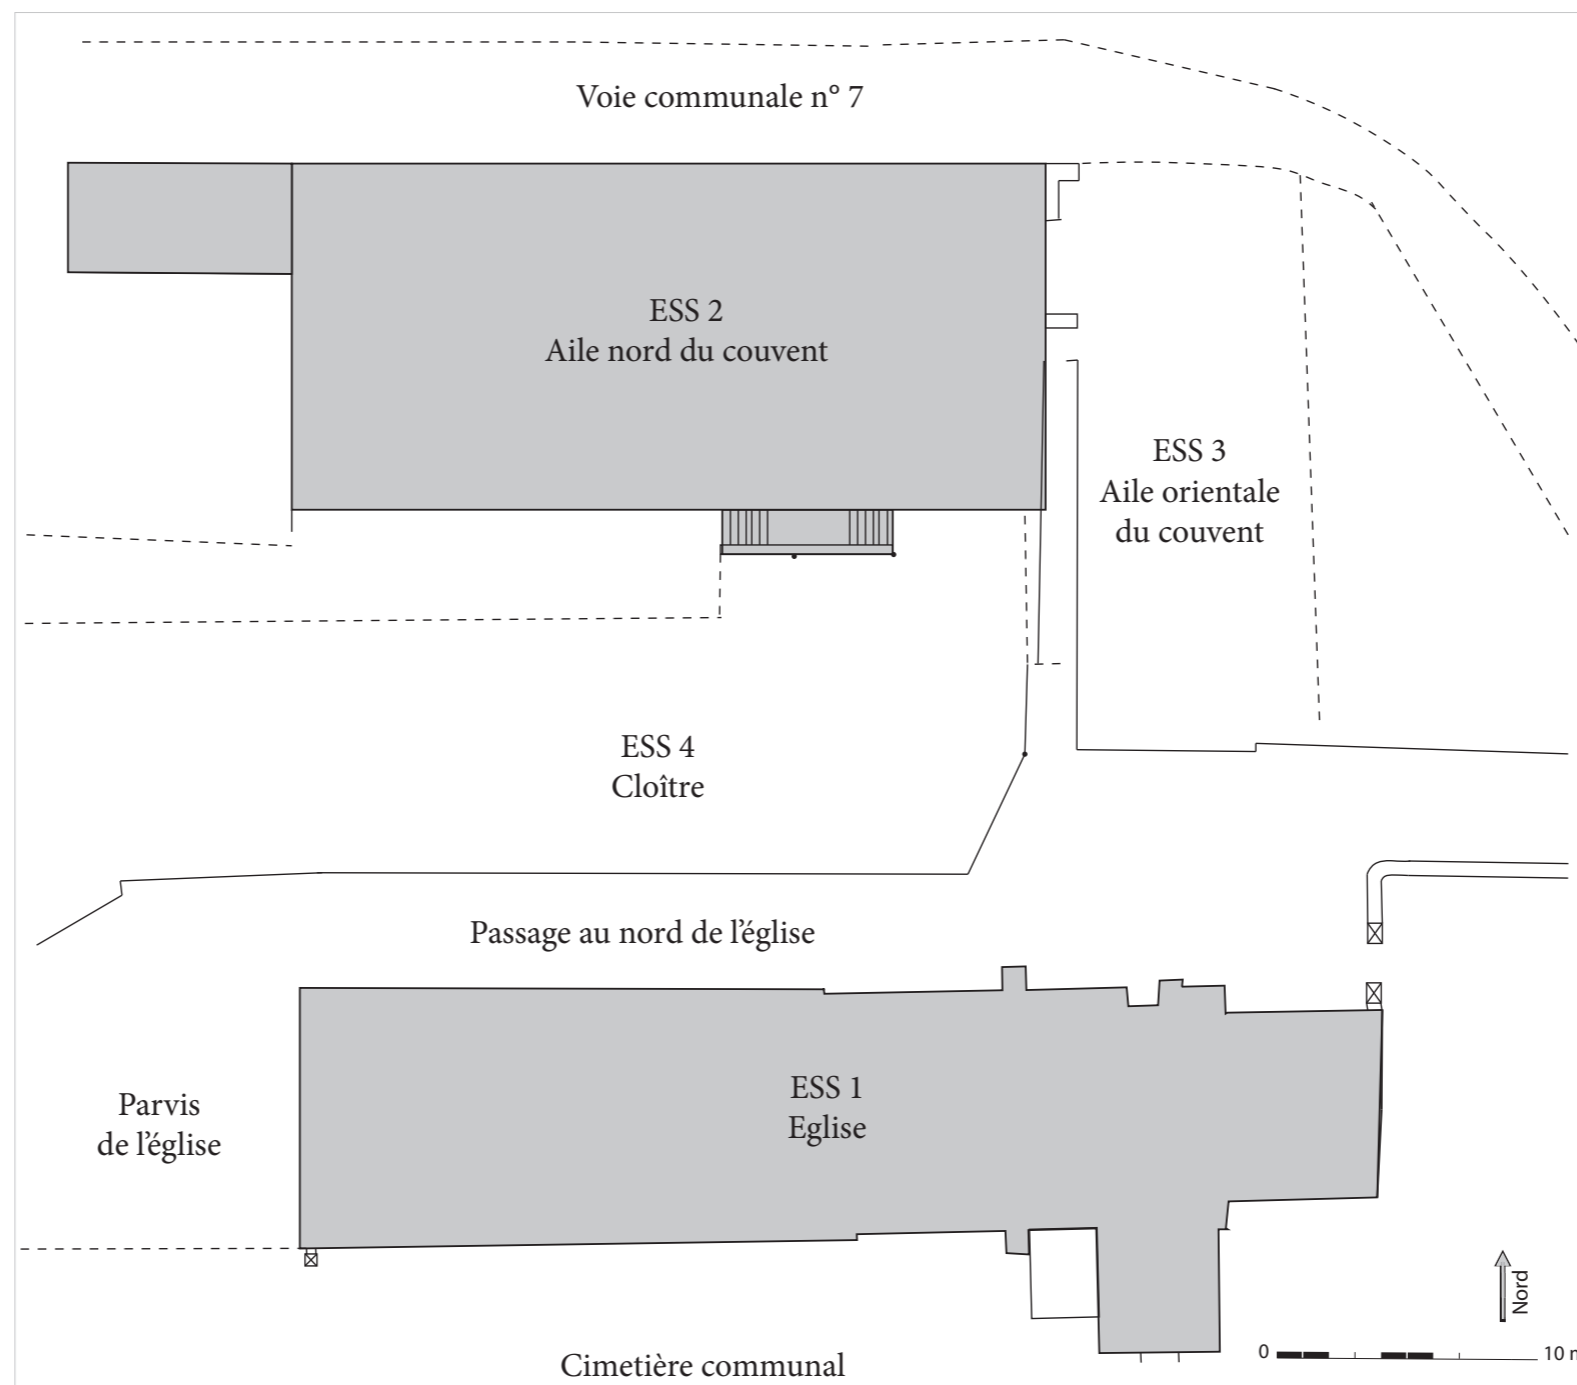 Voie communale n° 7
ESS 2
Aile nord du couvent
ESS 3
Aile orientale
du couvent
ESS 4
Cloître
Passage au nord de l'église
ESS 1
Eglise
Parvis
de l'église
Nord
0
10 m
Cimetière communal